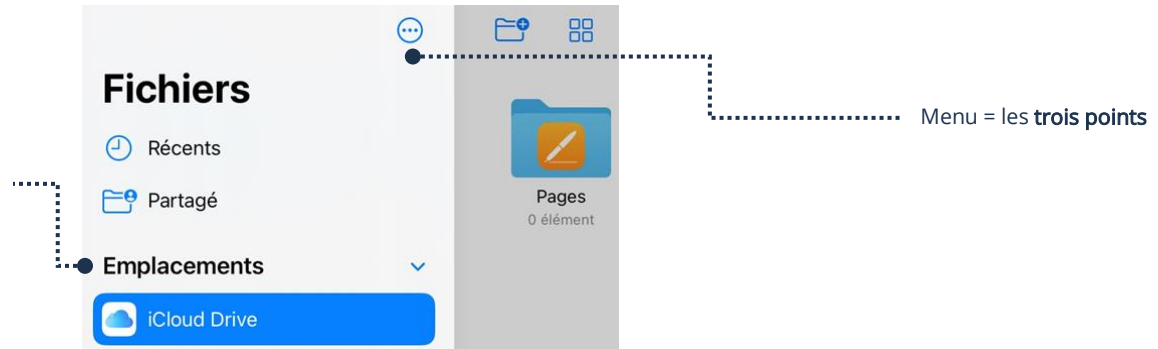 Fichiers
Récents
Partagé
Emplacements
iCloud Drive
Pages
0 élément
Menu = les trois points